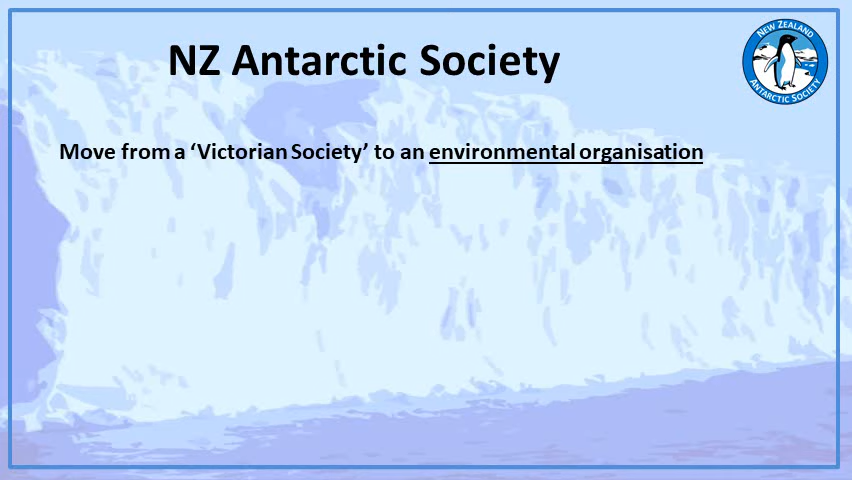 NZ Antarctic Society
NEW ZEALAND
ANTARCTIC SOCIETY
Move from a ‘Victorian Society’ to an environmental organisation